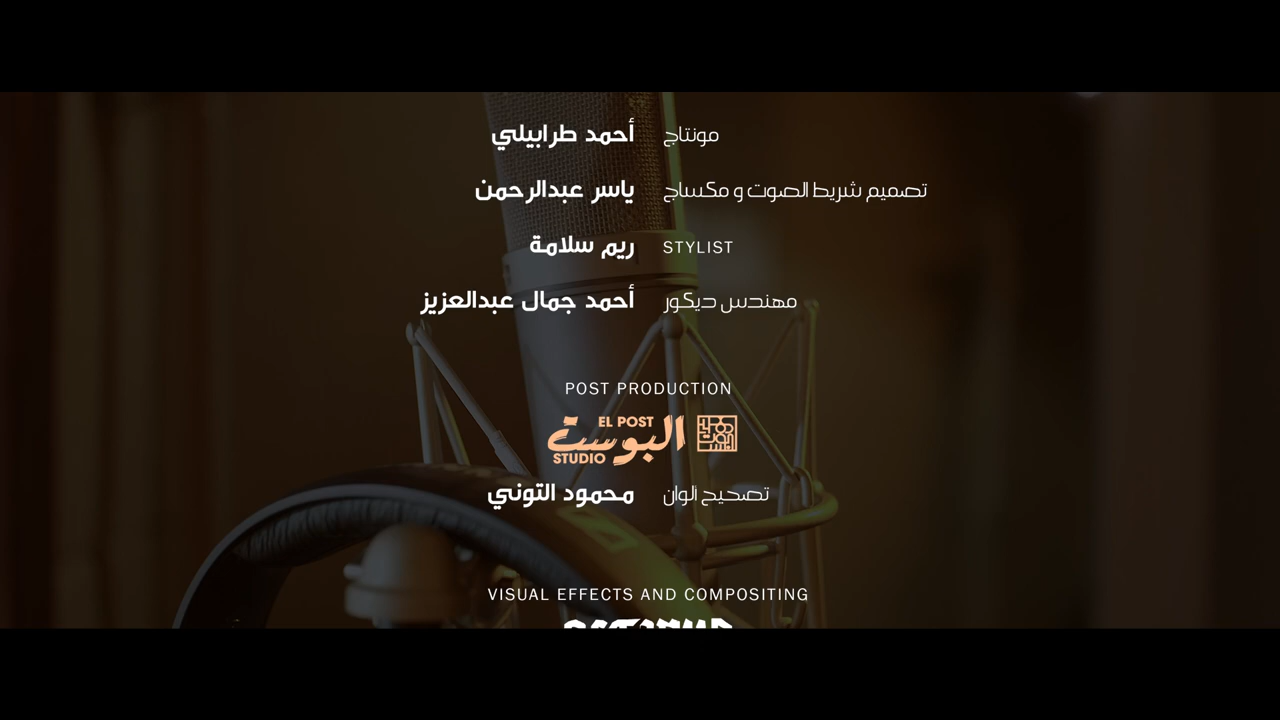 مونتاج أحمد طرابيلي
تصميم شريط الصوت و مكساج ياسر عبدالرحمن
STYLIST ريم سلامة
مهندس ديكور أحمد جمال عبدالعزيز
POST PRODUCTION
البوست
EL POST
STUDIO
تصحيح الوان محمود التوني
VISUAL EFFECTS AND COMPOSITING